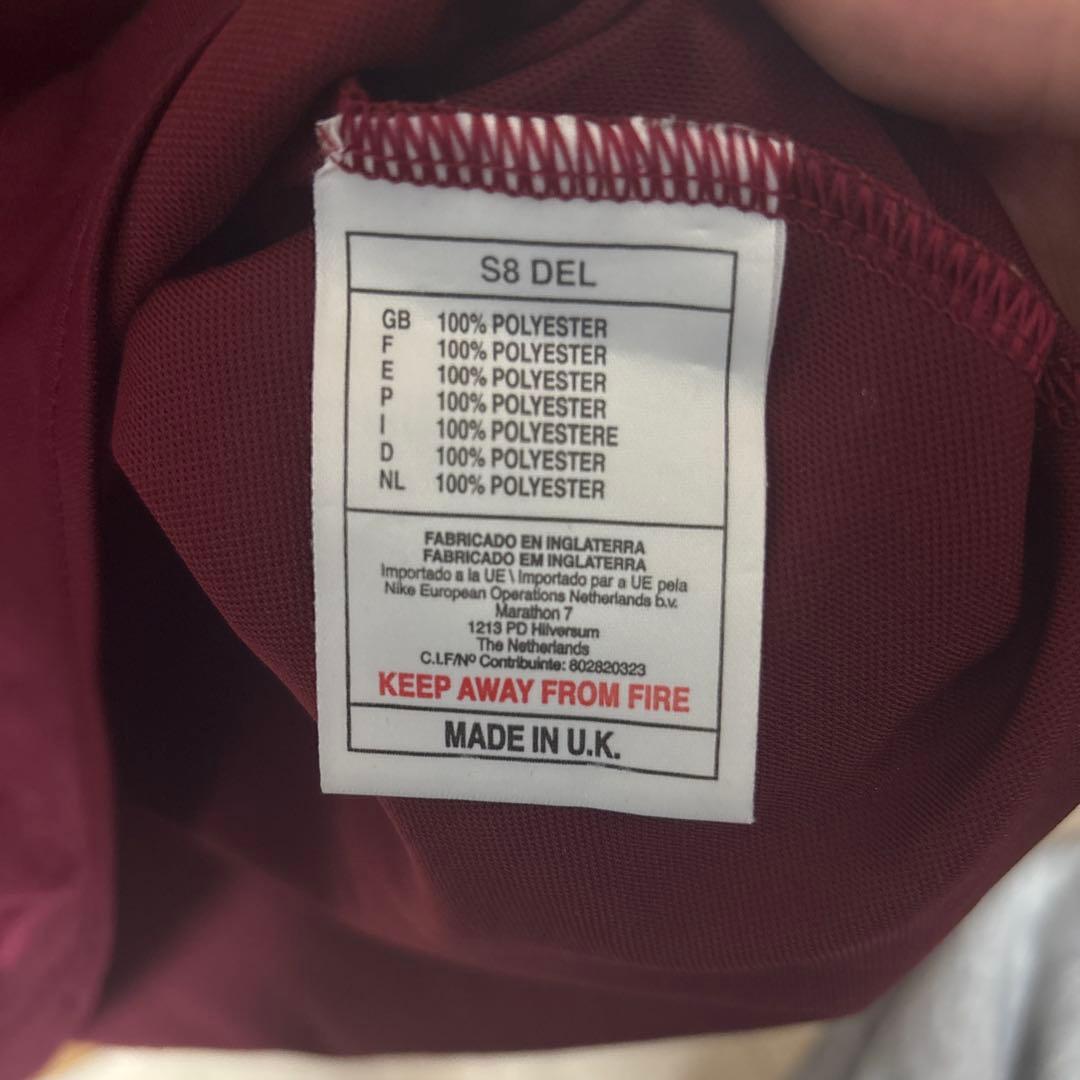 S8 DEL
GB 100% POLYESTER
F 100% POLYESTER
E 100% POLYESTER
P 100% POLYESTER
I 100% POLYESTERE
D 100% POLYESTER
NL 100% POLYESTER
FABRICADO EN INGLATERRA
FABRICADO EM INGLATERRA
Importado a la UE \ Importado par a UE pela
Nike European Operations Netherlands b.v.
Marathon 7
1213 PD Hilversum
The Netherlands
C.I.F/Nº Contribuinte: 802820323
KEEP AWAY FROM FIRE
MADE IN U.K.